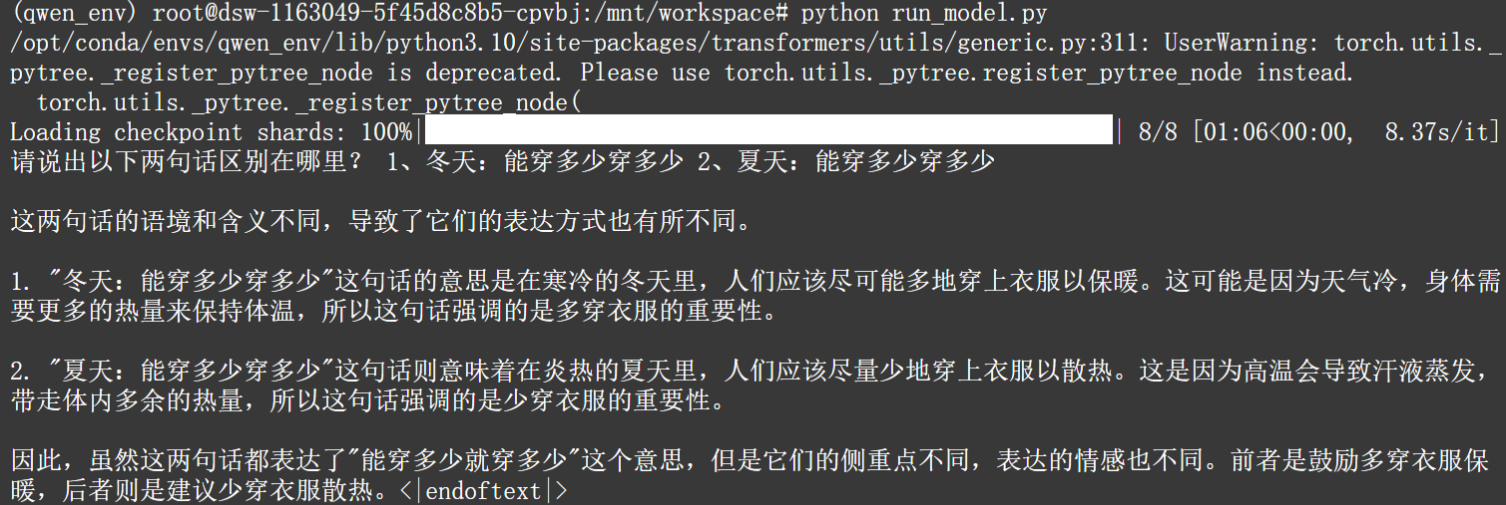 (qwen_env) root@dsw-1163049-5f45d8c8b5-cpvbj:/mnt/workspace# python run_model.py
/opt/conda/envs/qwen_env/lib/python3.10/site-packages/transformers/utils/generic.py:311: UserWarning: torch.utils._
pytree._register_pytree_node is deprecated. Please use torch.utils._pytree.register_pytree_node instead.
  torch.utils._pytree._register_pytree_node(
Loading checkpoint shards: 100%|                | 8/8 [01:06<00:00,  8.37s/it]
请说出以下两句话区别在哪里? 1、冬天:能穿多少穿多少 2、夏天:能穿多少穿多少
这两句话的语境和含义不同,导致了它们的表达方式也有所不同。
1. "冬天:能穿多少穿多少"这句话的意思是在寒冷的冬天里,人们应该尽可能多地穿上衣服以保暖。这可能是因为天气冷,身体需
要更多的热量来保持体温,所以这句话强调的是多穿衣服的重要性。
2. "夏天:能穿多少穿多少"这句话则意味着在炎热的夏天里,人们应该尽量少地穿上衣服以散热。这是因为高温会导致汗液蒸发,
带走体内多余的热量,所以这句话强调的是少穿衣服的重要性。
因此,虽然这两句话都表达了"能穿多少就穿多少"这个意思,但是它们的侧重点不同,表达的情感也不同。前者是鼓励多穿衣服保
暖,后者则是建议少穿衣服散热。<|endoftext|>